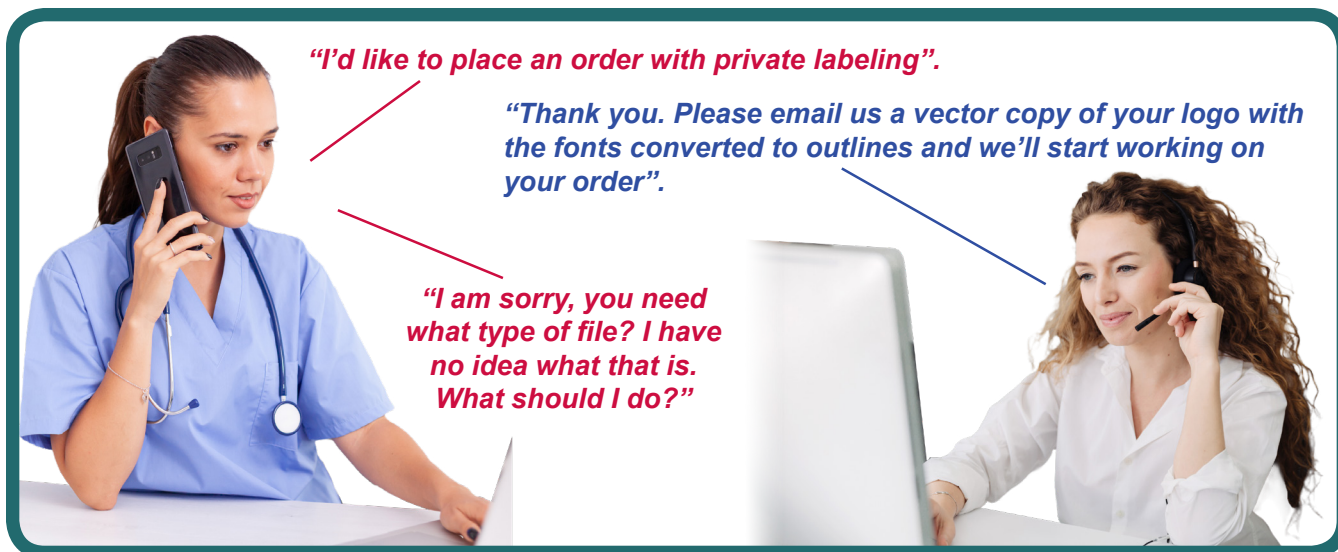 “I’d like to place an order with private labeling”.
“Thank you. Please email us a vector copy of your logo with
the fonts converted to outlines and we’ll start working on
your order”.
“I am sorry, you need
what type of file? I have
no idea what that is.
What should I do?”